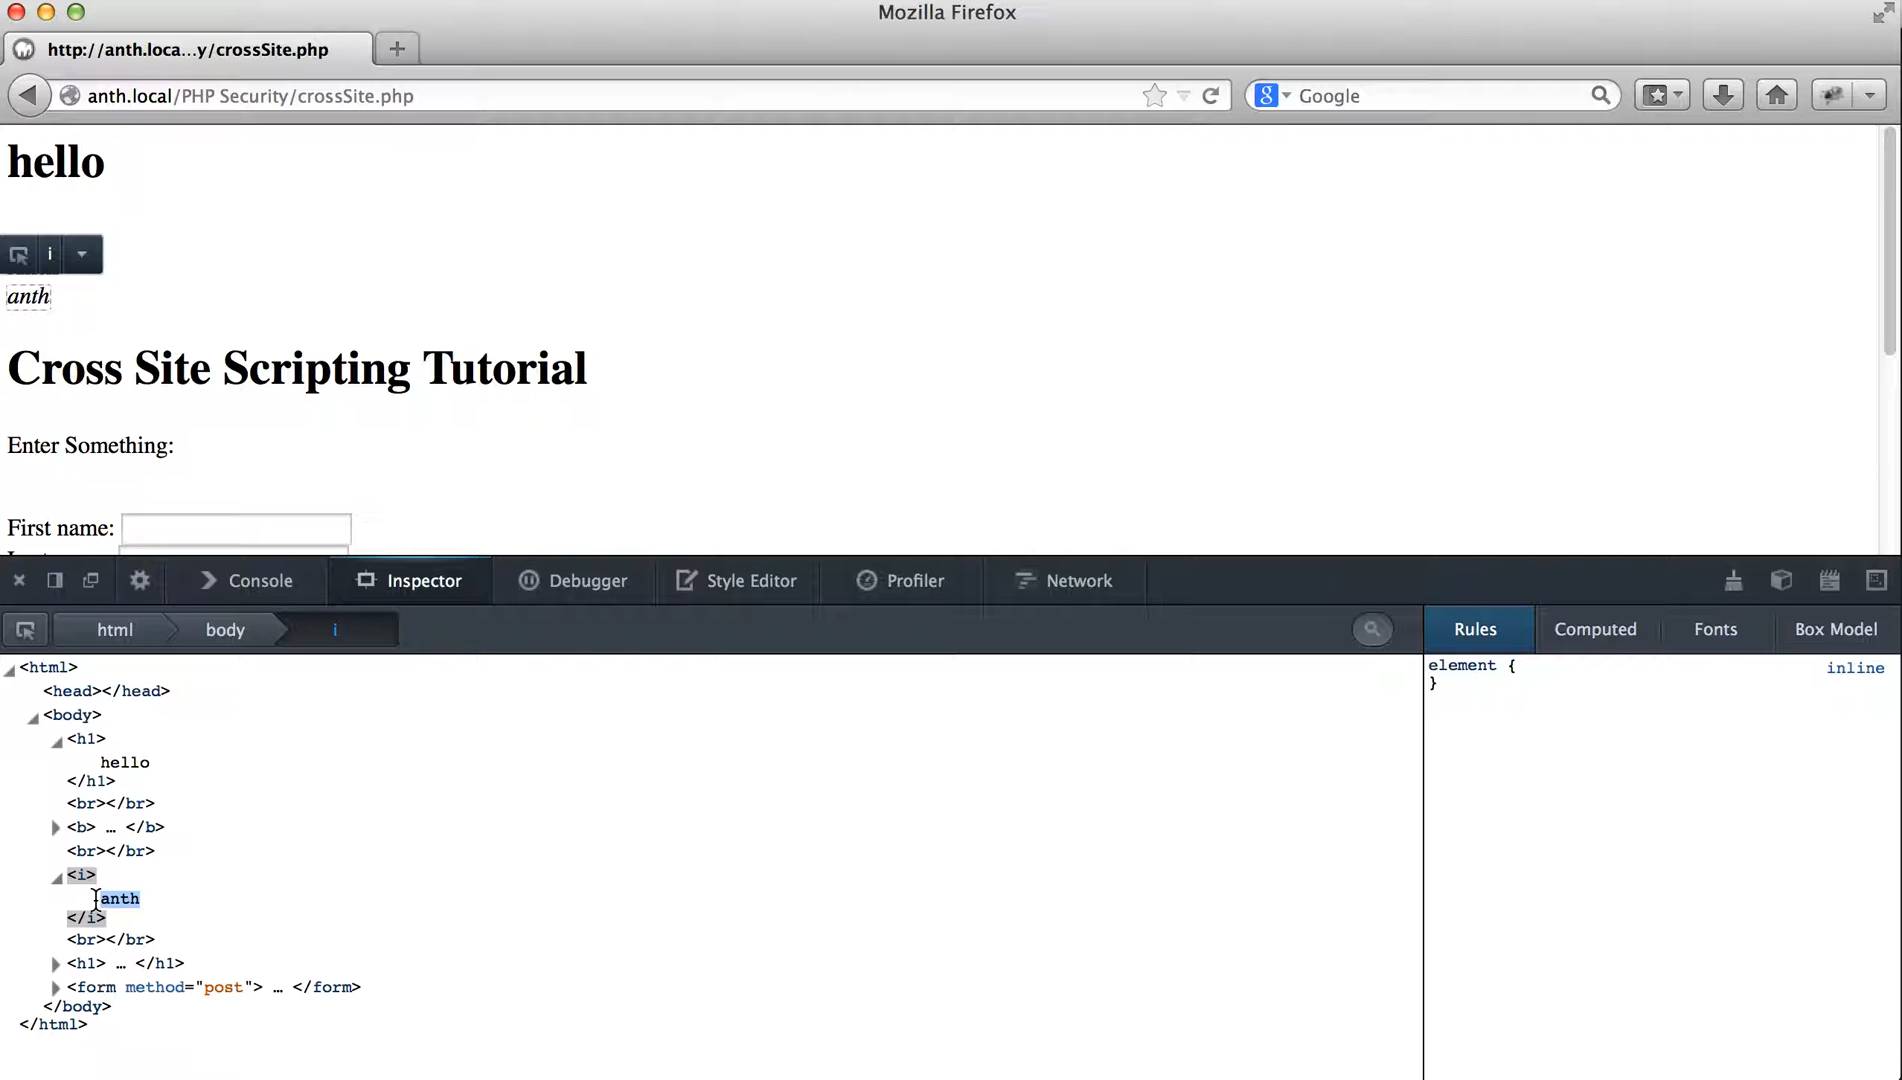 Mozilla Firefox
http://anth.loca...y/crossSite.php
anth.local/PHP Security/crossSite.php
Google
hello
i
anth
Cross Site Scripting Tutorial
Enter Something:
First name:
Console
Inspector
Debugger
Style Editor
Profiler
Network
html
body
i
Rules
Computed
Fonts
Box Model
<html>
<head></head>
<body>
<h1>
hello
</h1>
<br></br>
<b> … </b>
<br></br>
<i>
anth
</i>
<br></br>
<h1> … </h1>
<form method="post"> … </form>
</body>
</html>
element {
inline
}